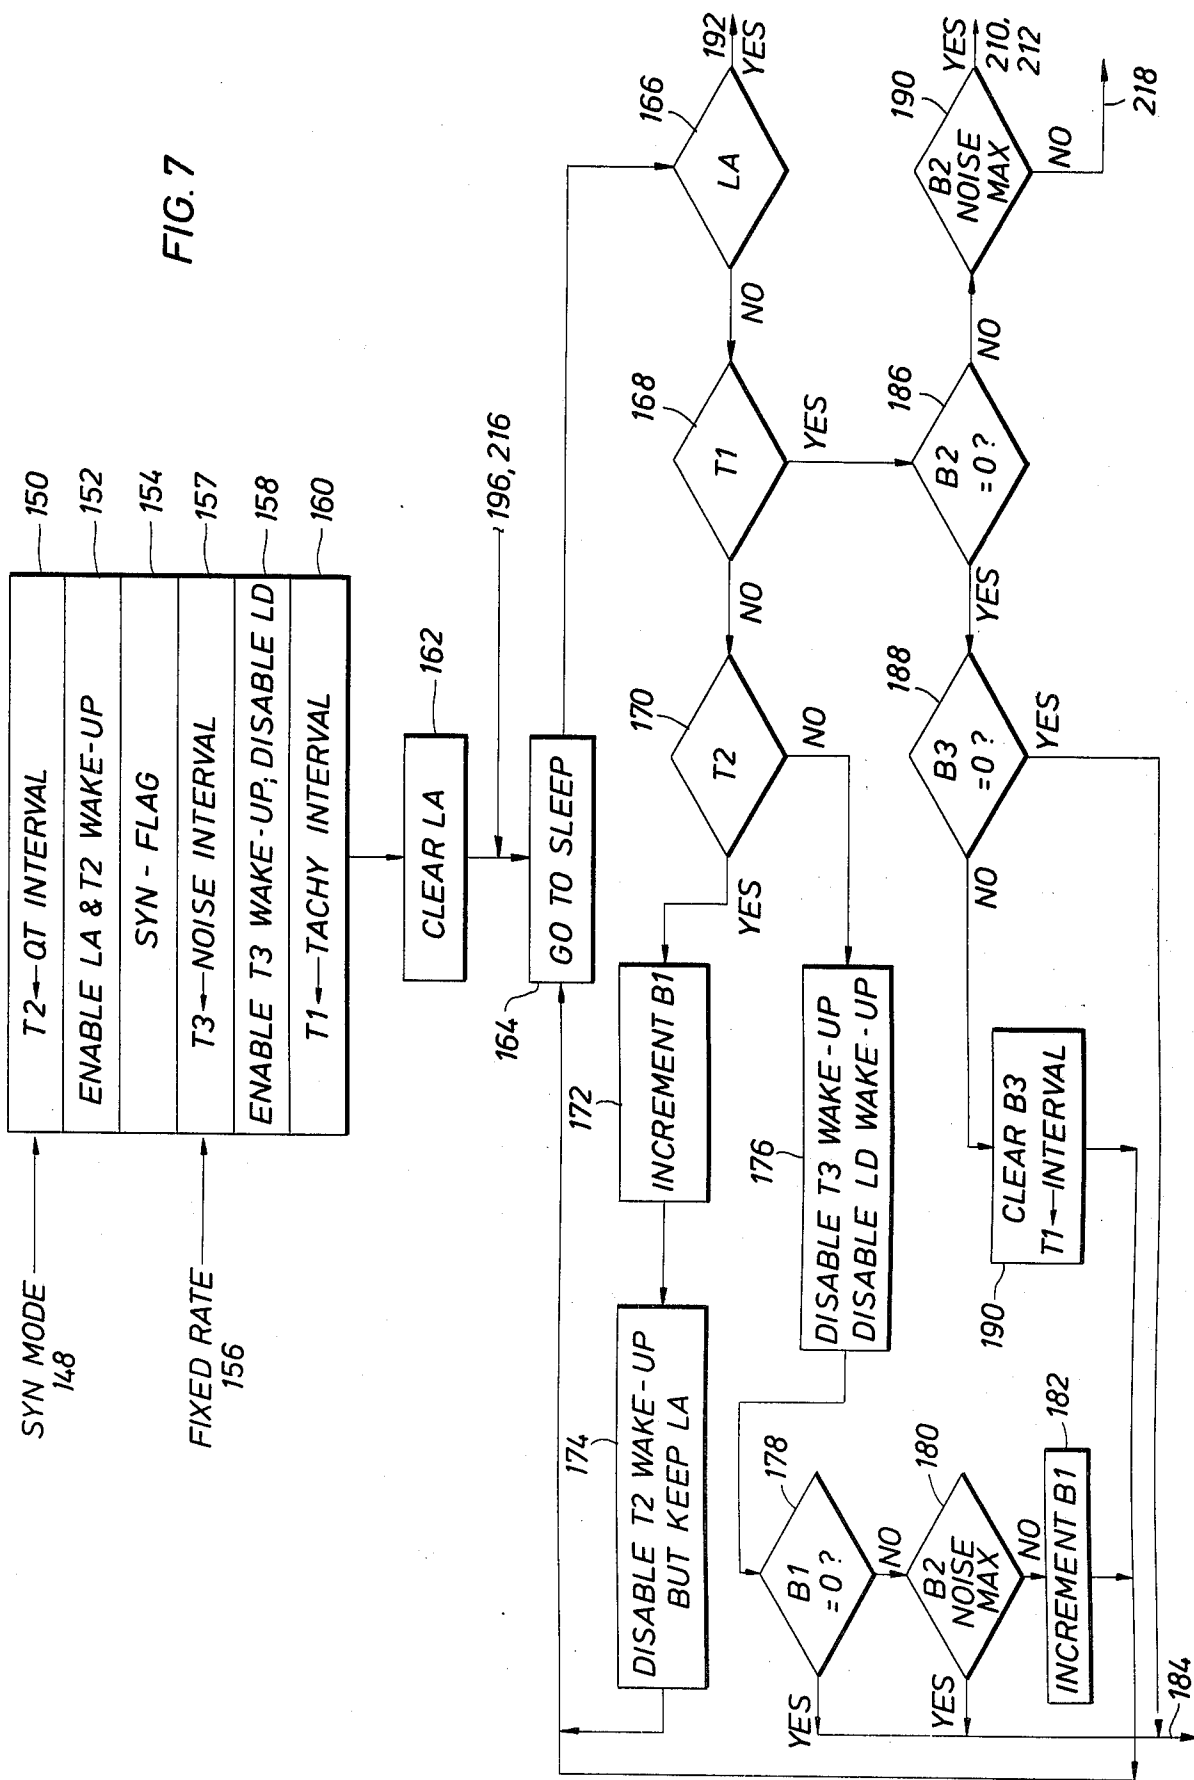 FIG. 7
SYN MODE
148
FIXED RATE
156
T2←QT INTERVAL
150
ENABLE LA & T2 WAKE-UP
152
SYN-FLAG
154
T3←NOISE INTERVAL
157
ENABLE T3 WAKE-UP; DISABLE LD
158
T1←TACHY INTERVAL
160
CLEAR LA
162
196, 216
GO TO SLEEP
164
LA
166
192
YES
NO
T1
168
YES
NO
T2
170
YES
NO
INCREMENT B1
172
DISABLE T2 WAKE-UP
BUT KEEP LA
174
DISABLE T3 WAKE-UP
DISABLE LD WAKE-UP
176
B1
=0?
178
YES
NO
B2
NOISE
MAX
180
YES
NO
INCREMENT B1
182
184
B2
=0?
186
YES
NO
B3
=0?
188
YES
NO
CLEAR B3
T1←INTERVAL
190
B2
NOISE
MAX
190
YES
210,
212
NO
218